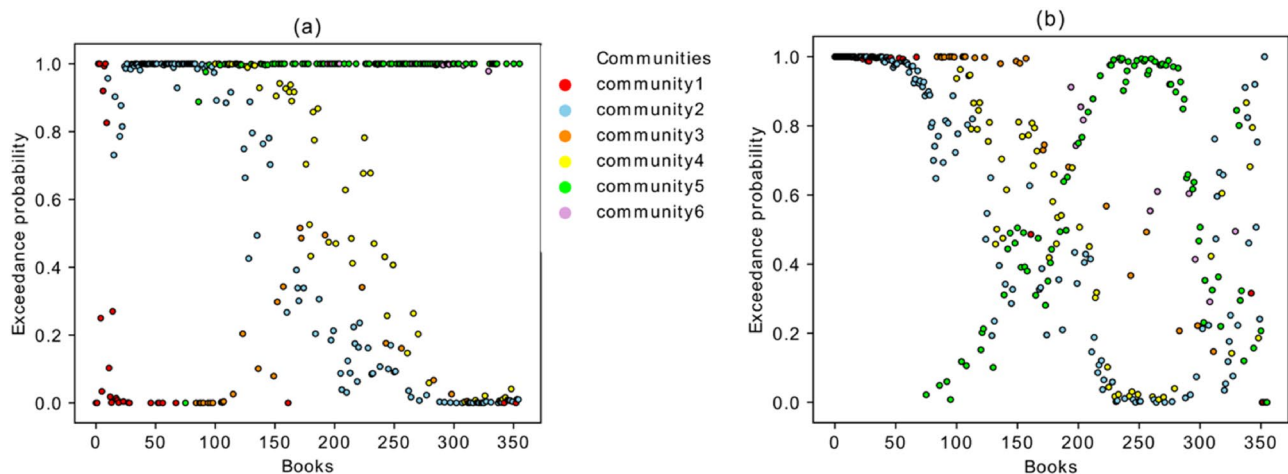 (a)
Exceedance probability
1.0
0.8
0.6
0.4
0.2
0.0
0 50 100 150 200 250 300 350
Books
Communities
community1
community2
community3
community4
community5
community6
(b)
Exceedance probability
1.0
0.8
0.6
0.4
0.2
0.0
0 50 100 150 200 250 300 350
Books